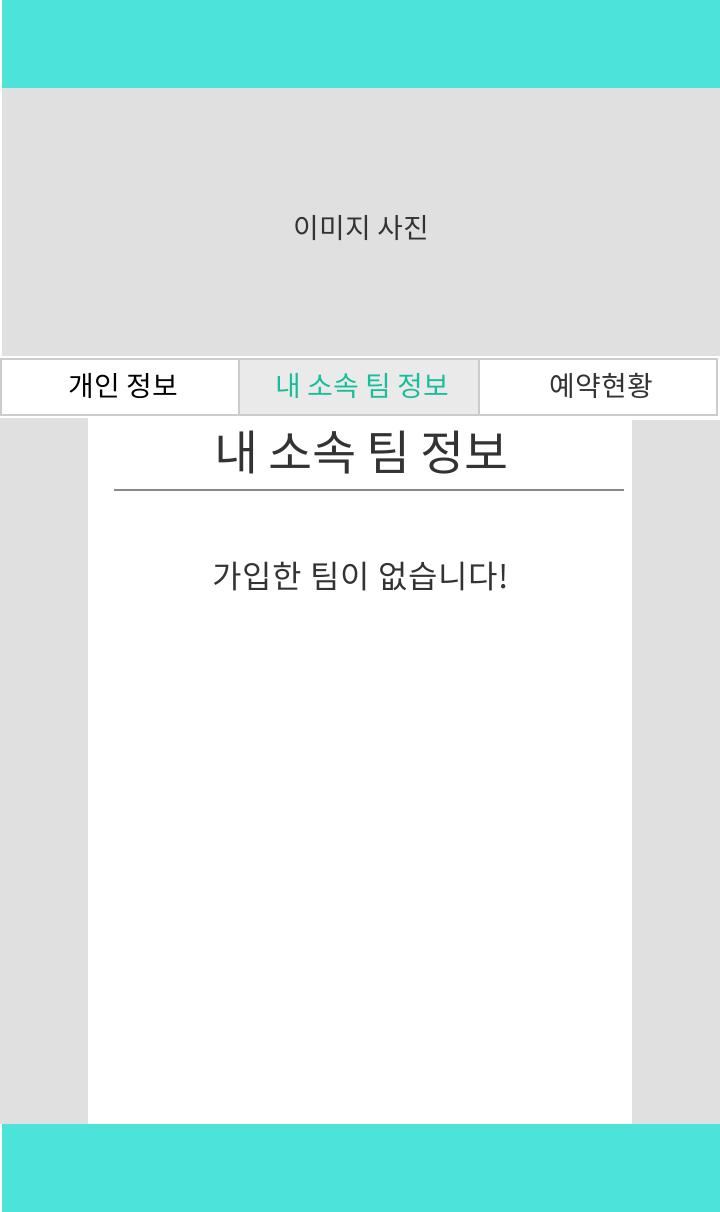 이미지 사진
개인 정보
내 소속 팀 정보
예약현황
내 소속 팀 정보
가입한 팀이 없습니다!